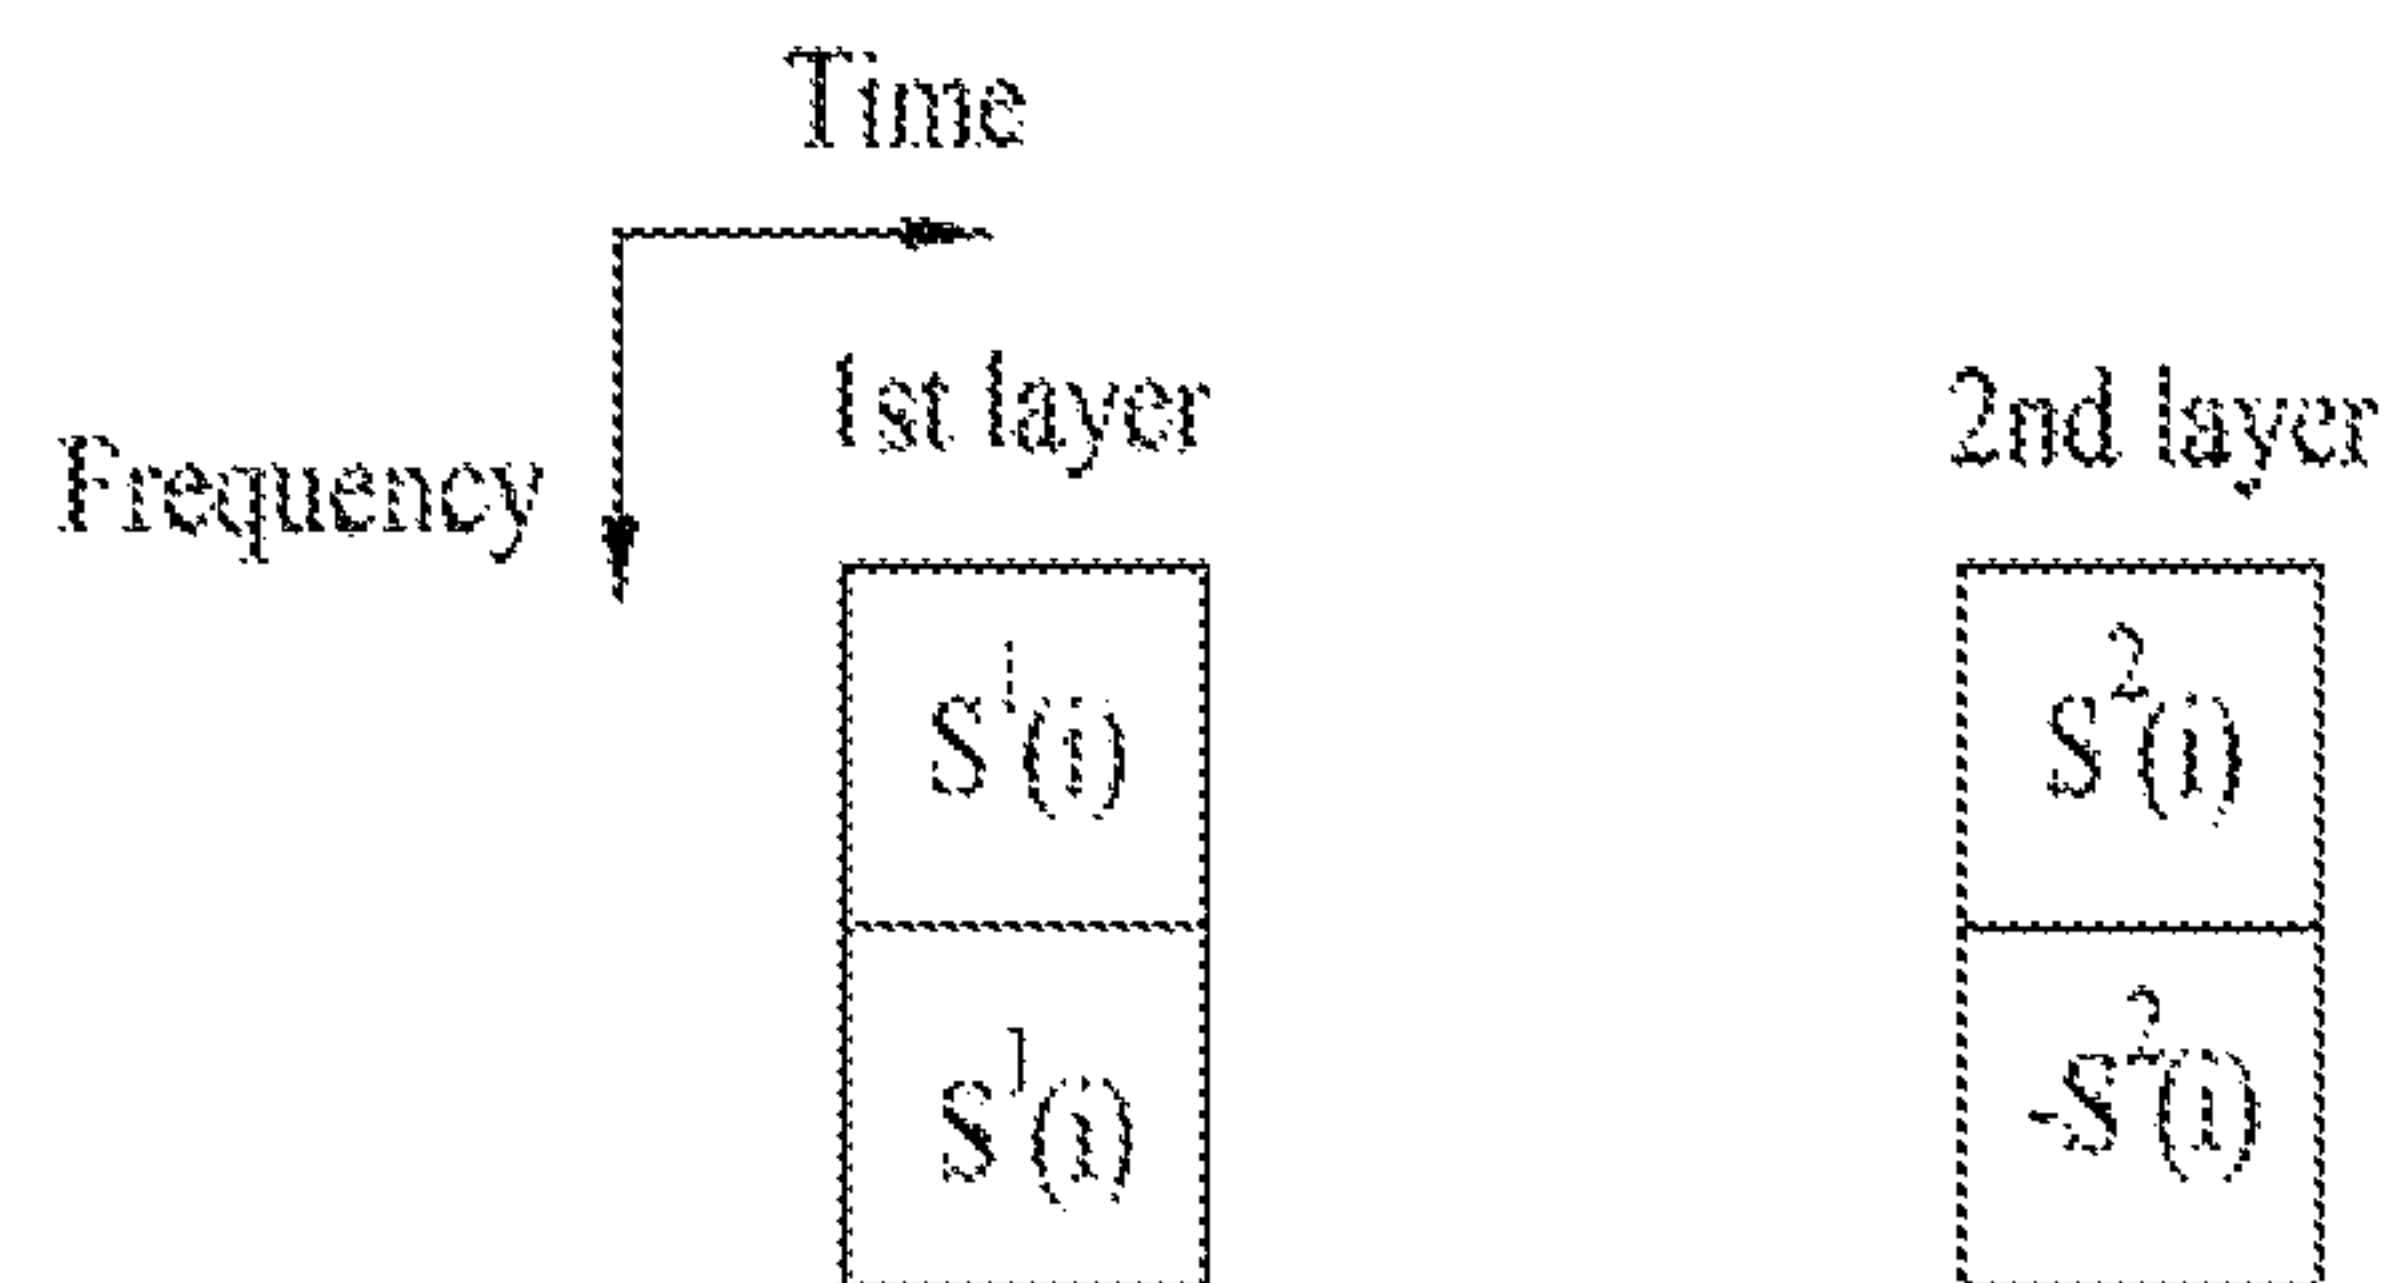 Time
Frequency
1st layer
2nd layer
S¹(i)
S²(i)
S¹(i)
-S²(i)